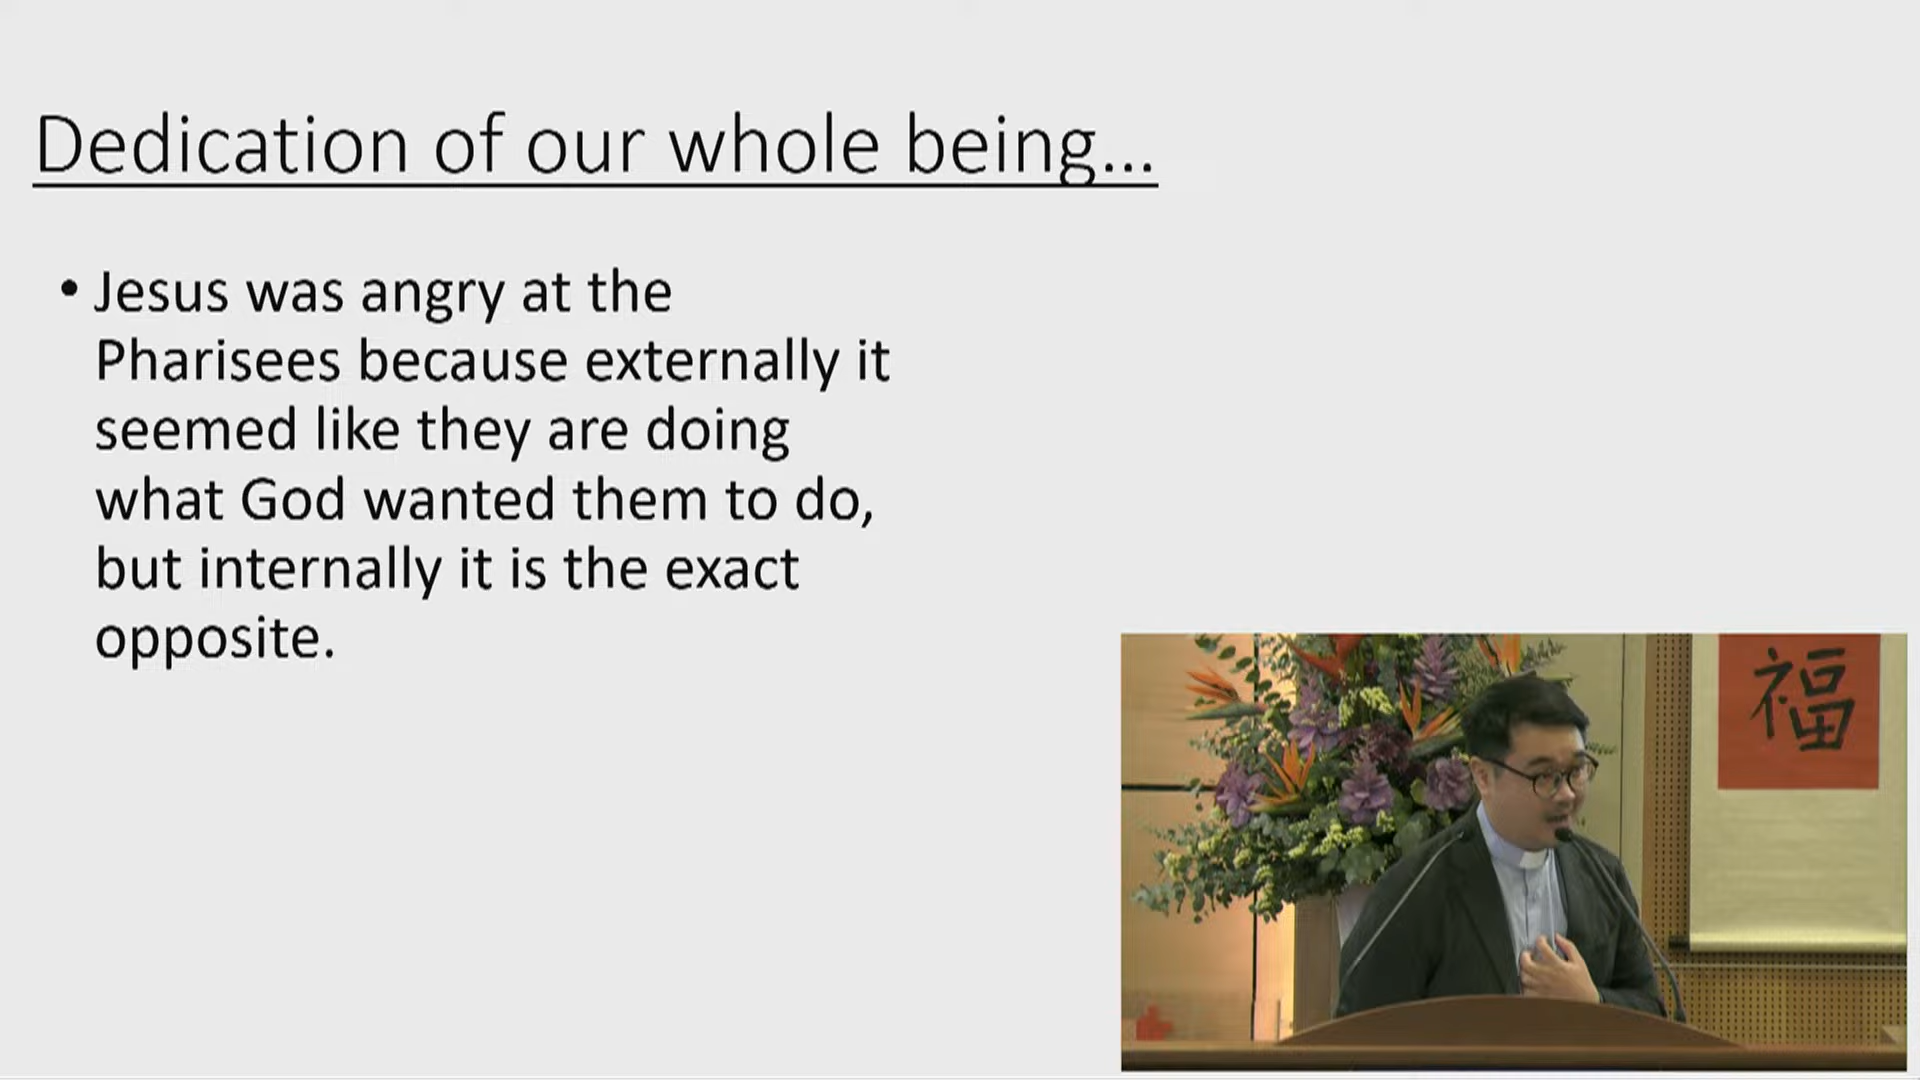 Dedication of our whole being...
• Jesus was angry at the
Pharisees because externally it
seemed like they are doing
what God wanted them to do,
but internally it is the exact
opposite.
福